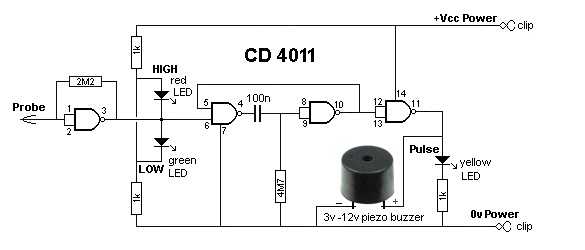 +Vcc Power
clip
1k
CD 4011
HIGH
red
LED
2M2
14
Probe
1
2
3
5
6
4
7
100n
8
9
10
12
13
11
green
LED
LOW
Pulse
yellow
LED
4M7
1k
1k
– +
3v -12v piezo buzzer
0v Power
clip